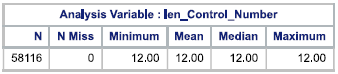 Analysis Variable : len_Control_Number
N N Miss Minimum Mean Median Maximum
58116 0 12.00 12.00 12.00 12.00